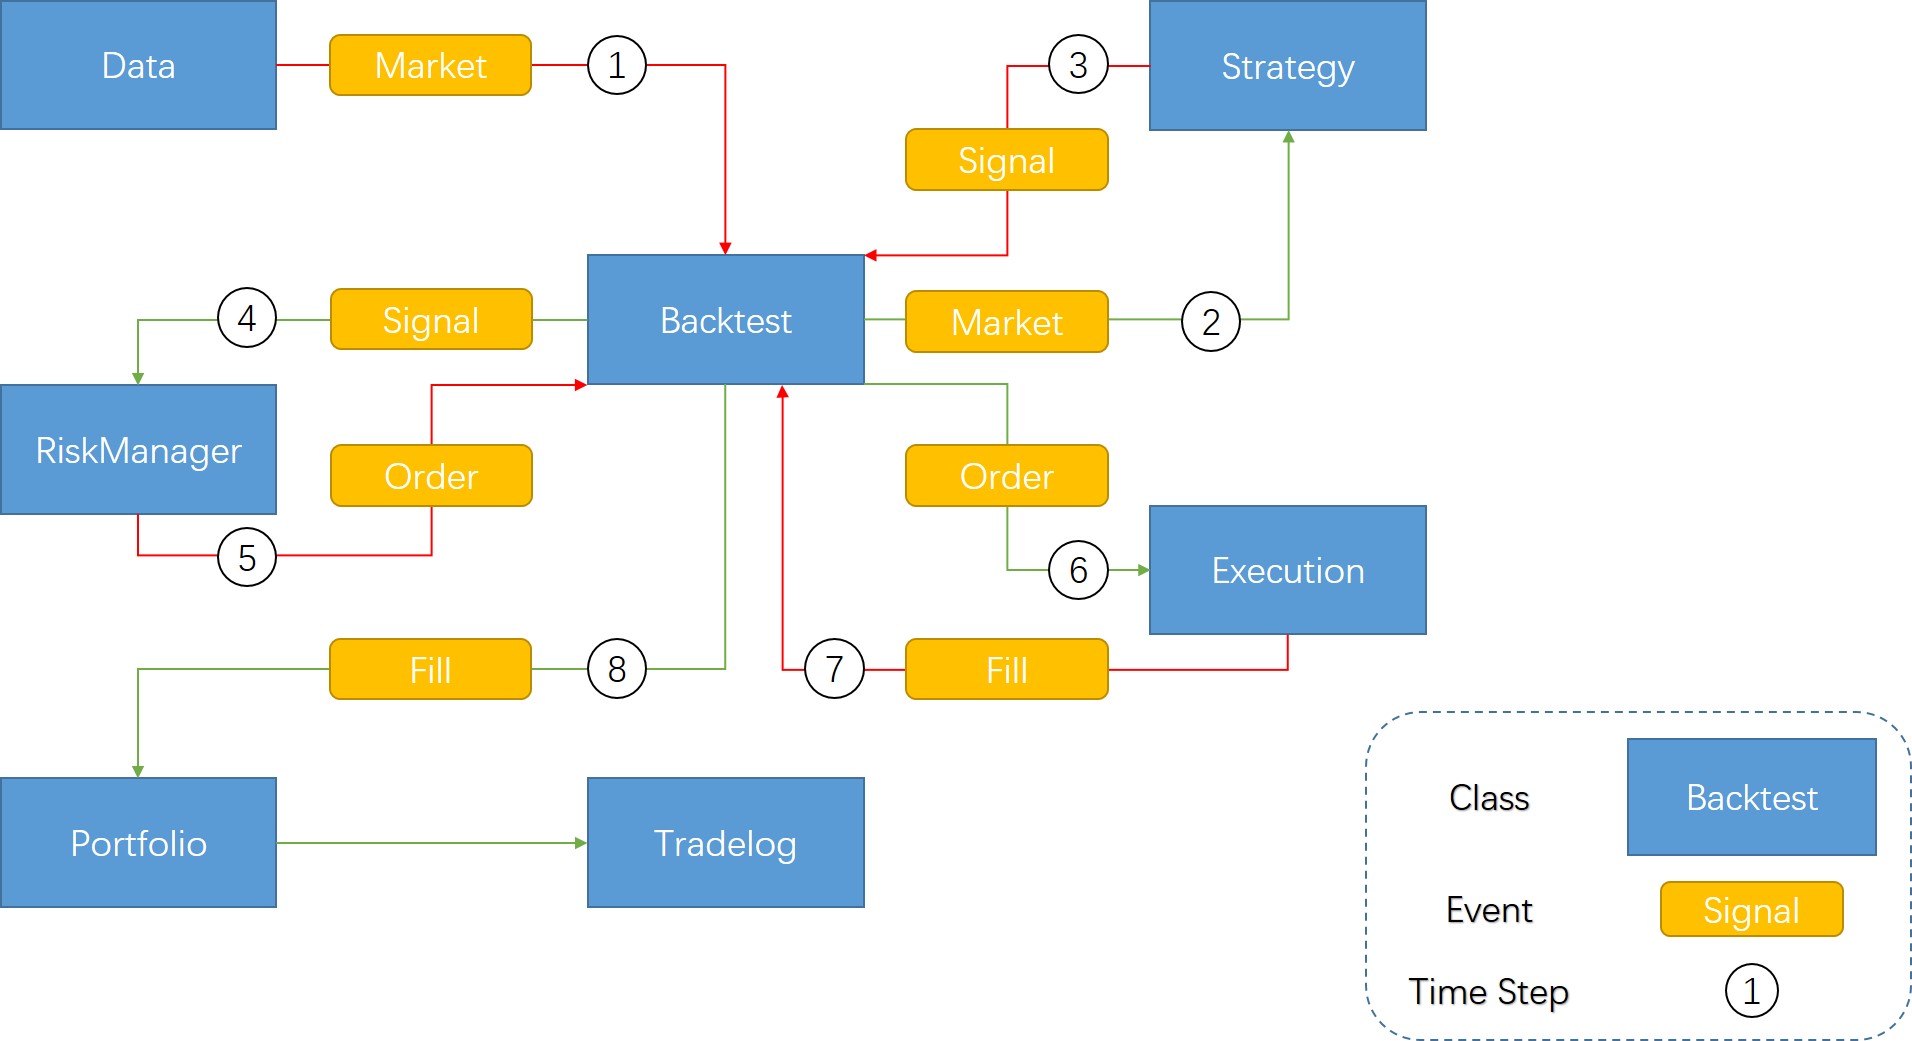 Data
Market
1
3
Strategy
Signal
4
Signal
Backtest
Market
2
RiskManager
Order
Order
5
6
Execution
Fill
8
7
Fill
Portfolio
Tradelog
Class
Backtest
Event
Signal
Time Step
1